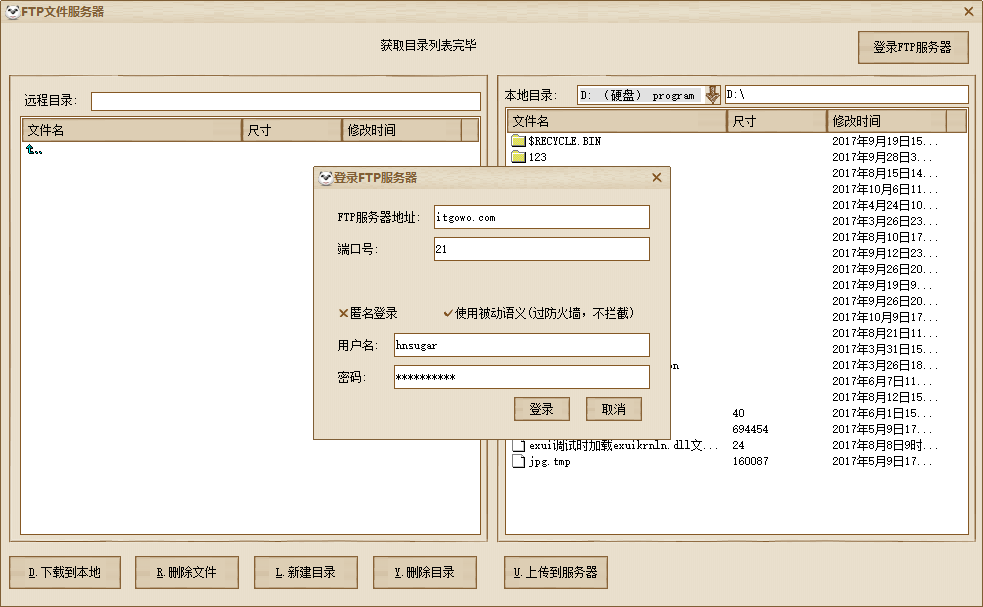 FTP文件服务器
获取目录列表完毕
登录FTP服务器
远程目录:
文件名 尺寸 修改时间
本地目录: D: （硬盘） program D:\
文件名 尺寸 修改时间
$RECYCLE.BIN 2017年9月19日15...
123 2017年9月28日3...
2017年8月15日14...
2017年10月6日11...
2017年4月24日10...
2017年3月26日23...
2017年8月10日17...
2017年9月12日23...
2017年9月26日20...
2017年9月19日9...
2017年9月26日20...
2017年10月9日17...
2017年8月21日11...
2017年3月31日15...
on 2017年3月26日18...
2017年6月7日11...
2017年8月12日15...
40 2017年6月1日15...
694454 2017年5月9日17...
exui调试时加载exuikrnln.dll文... 24 2017年8月8日9时...
jpg.tmp 160087 2017年5月9日17...
登录FTP服务器
FTP服务器地址: itgowo.com
端口号: 21
匿名登录 使用被动语义(过防火墙，不拦截)
用户名: hnsugar
密码: **********
登录 取消
D.下载到本地 R.删除文件 L.新建目录 Y.删除目录 U.上传到服务器